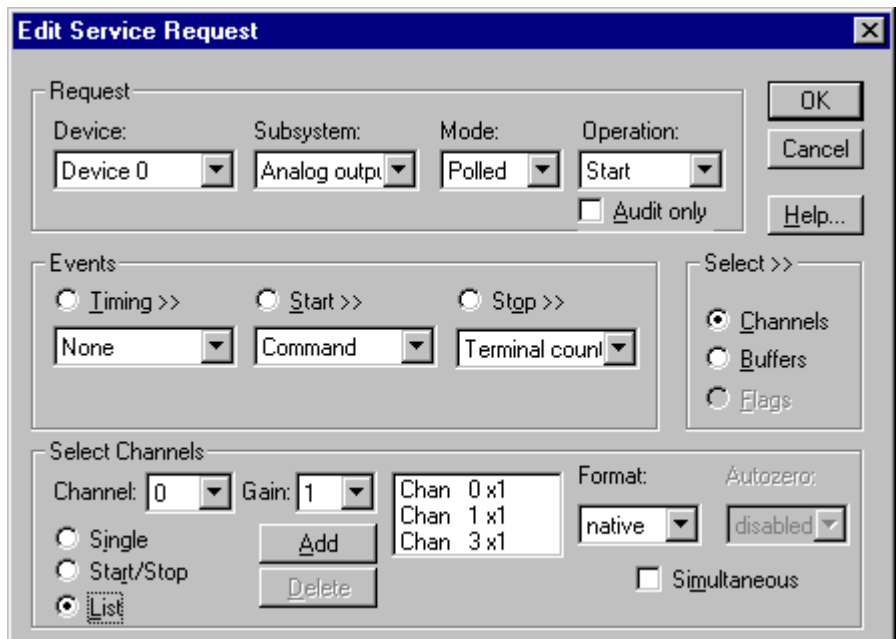 Edit Service Request
Request
Device: Subsystem: Mode: Operation:
Device 0 Analog outpu Polled Start
Audit only
OK
Cancel
Help...
Events
Timing >> Start >> Stop >>
None Command Terminal count
Select >>
Channels
Buffers
Flags
Select Channels
Channel: 0 Gain: 1
Single
Start/Stop
List
Add
Delete
Chan 0 x1
Chan 1 x1
Chan 3 x1
Format: Autozero:
native disabled
Simultaneous